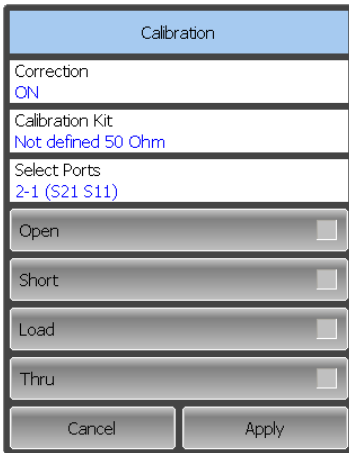 Calibration
Correction
ON
Calibration Kit
Not defined 50 Ohm
Select Ports
2-1 (S21 S11)
Open
Short
Load
Thru
Cancel
Apply